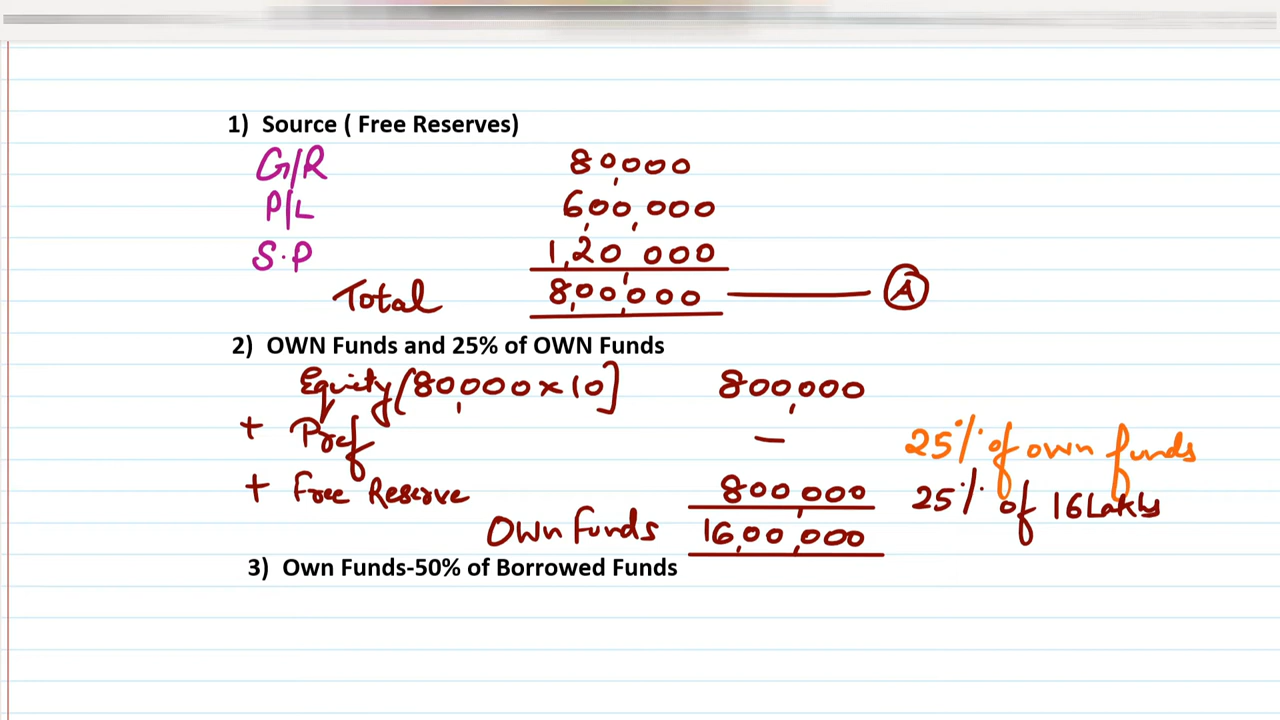 1) Source ( Free Reserves)
G/R 80,000
P/L 6,00,000
S.P 1,20,000
Total 8,00,000 A
2) OWN Funds and 25% of OWN Funds
Equity (80,000 x 10] 800,000
+ Pref — 25% of own funds
+ Free Reserve 800,000 25% of 16 Lakhs
Own Funds 16,00,000
3) Own Funds-50% of Borrowed Funds